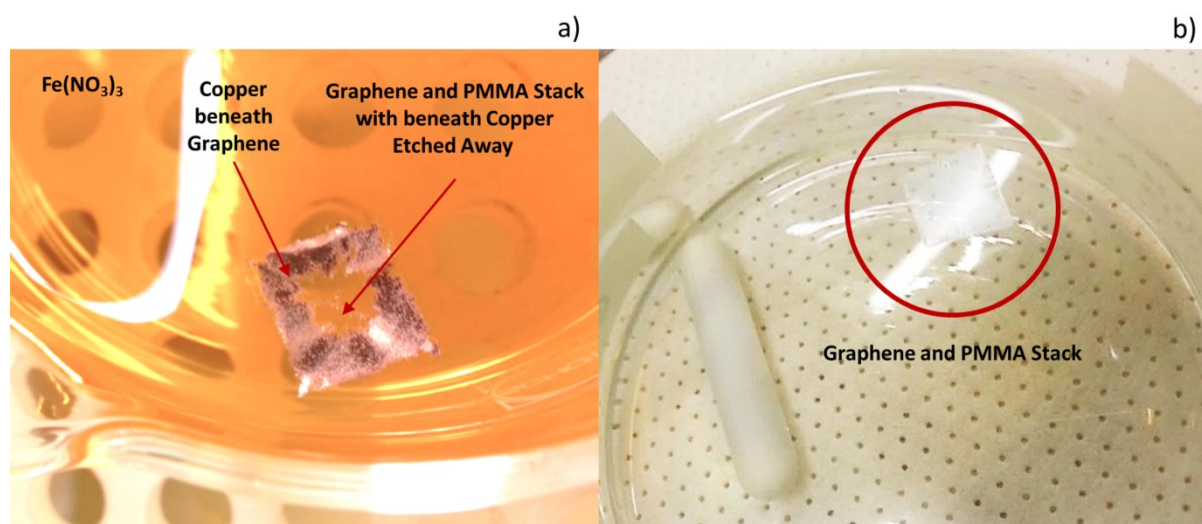 a)
b)
Fe(NO₃)₃
Copper
beneath
Graphene
Graphene and PMMA Stack
with beneath Copper
Etched Away
Graphene and PMMA Stack